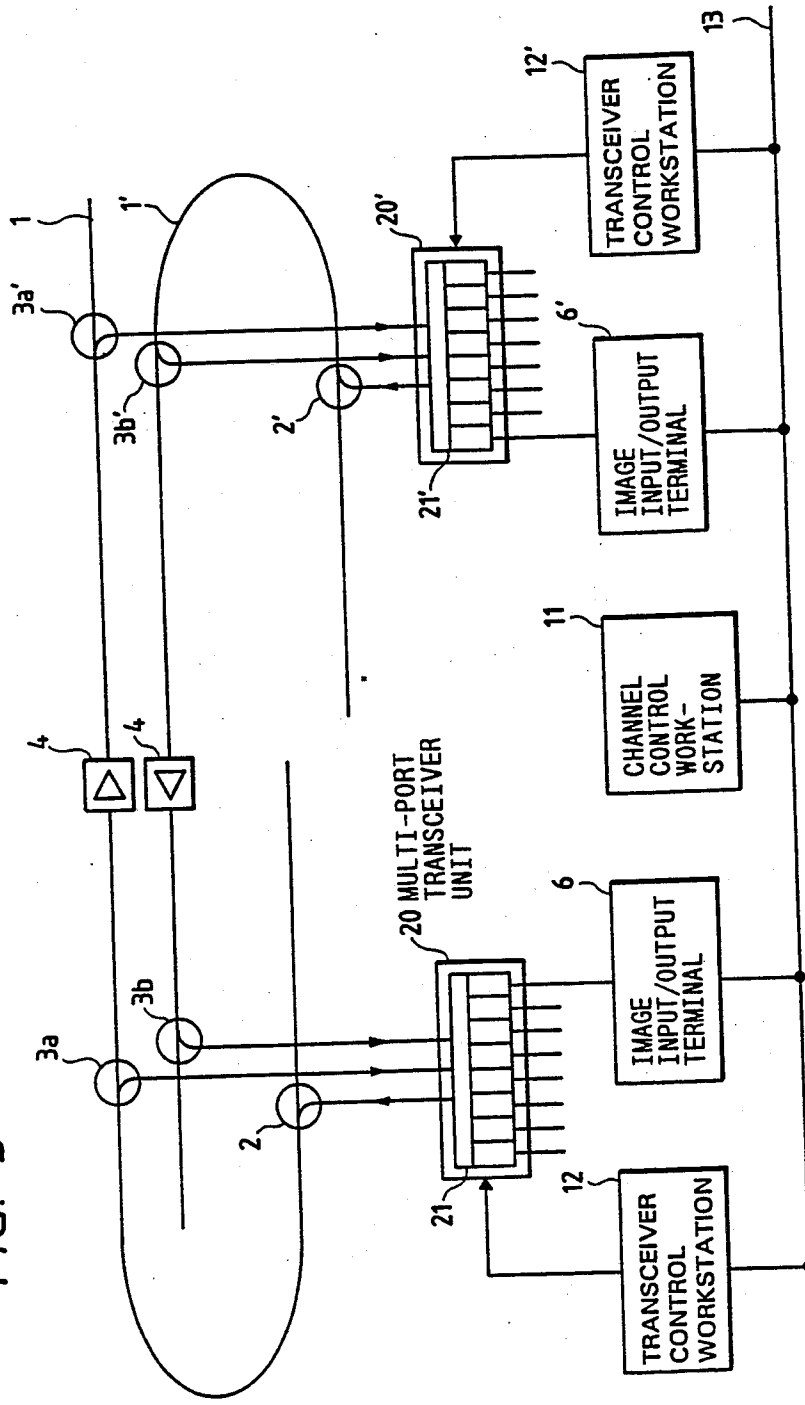 1
3a'
1'
3b'
2'
20'
21'
12'
TRANSCEIVER
CONTROL
WORKSTATION
13
6'
IMAGE
INPUT/OUTPUT
TERMINAL
4
4
11
CHANNEL
CONTROL
WORK-
STATION
3a
3b
2
20 MULTI-PORT
TRANSCEIVER
UNIT
21
6
IMAGE
INPUT/OUTPUT
TERMINAL
12
TRANSCEIVER
CONTROL
WORKSTATION